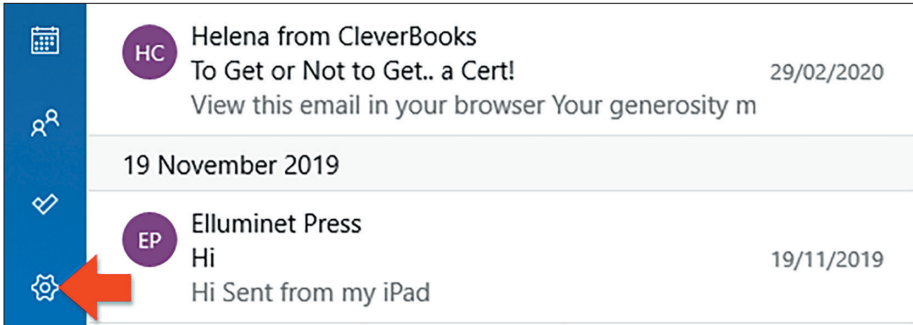 HC
Helena from CleverBooks
To Get or Not to Get.. a Cert!
29/02/2020
View this email in your browser Your generosity m
19 November 2019
EP
Elluminet Press
Hi
19/11/2019
Hi Sent from my iPad